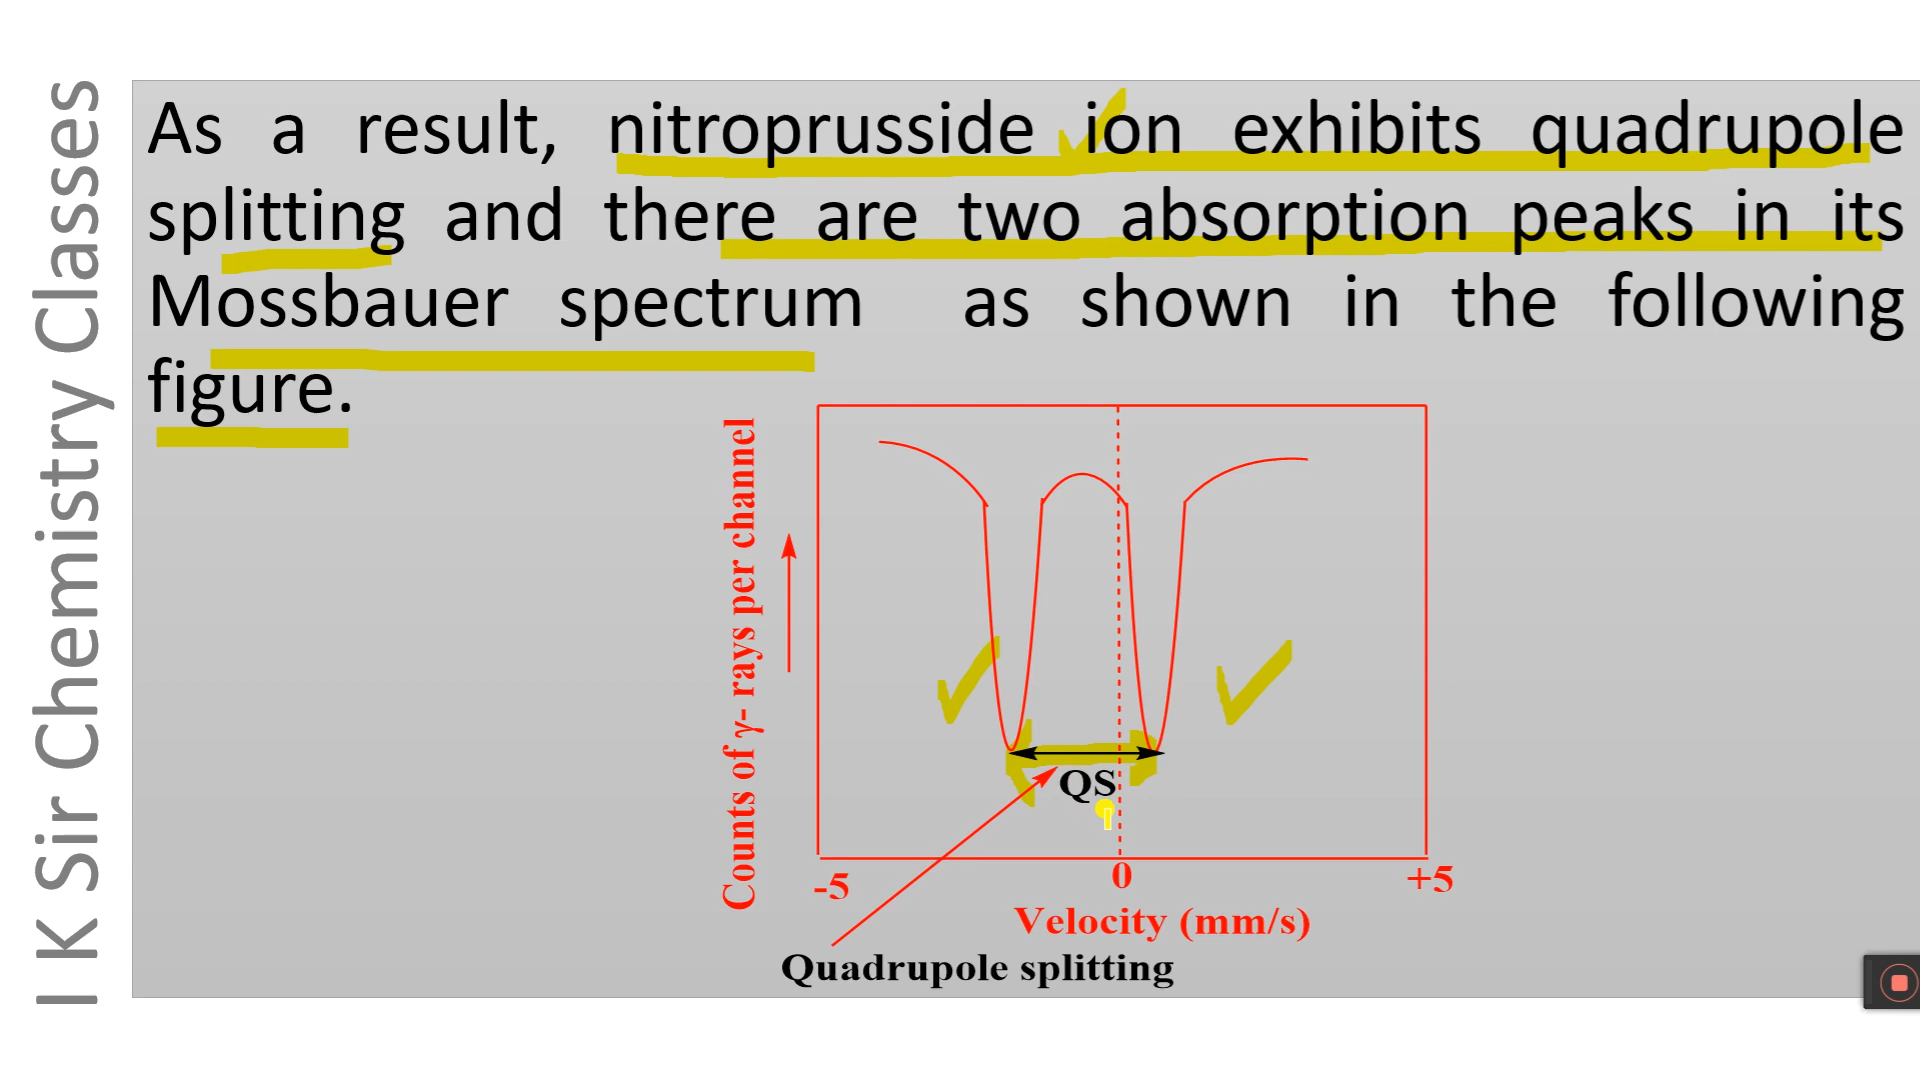 I K Sir Chemistry Classes
As a result, nitroprusside ion exhibits quadrupole
splitting and there are two absorption peaks in its
Mossbauer spectrum as shown in the following
figure.
Counts of γ- rays per channel
QS
-5
0
+5
Velocity (mm/s)
Quadrupole splitting